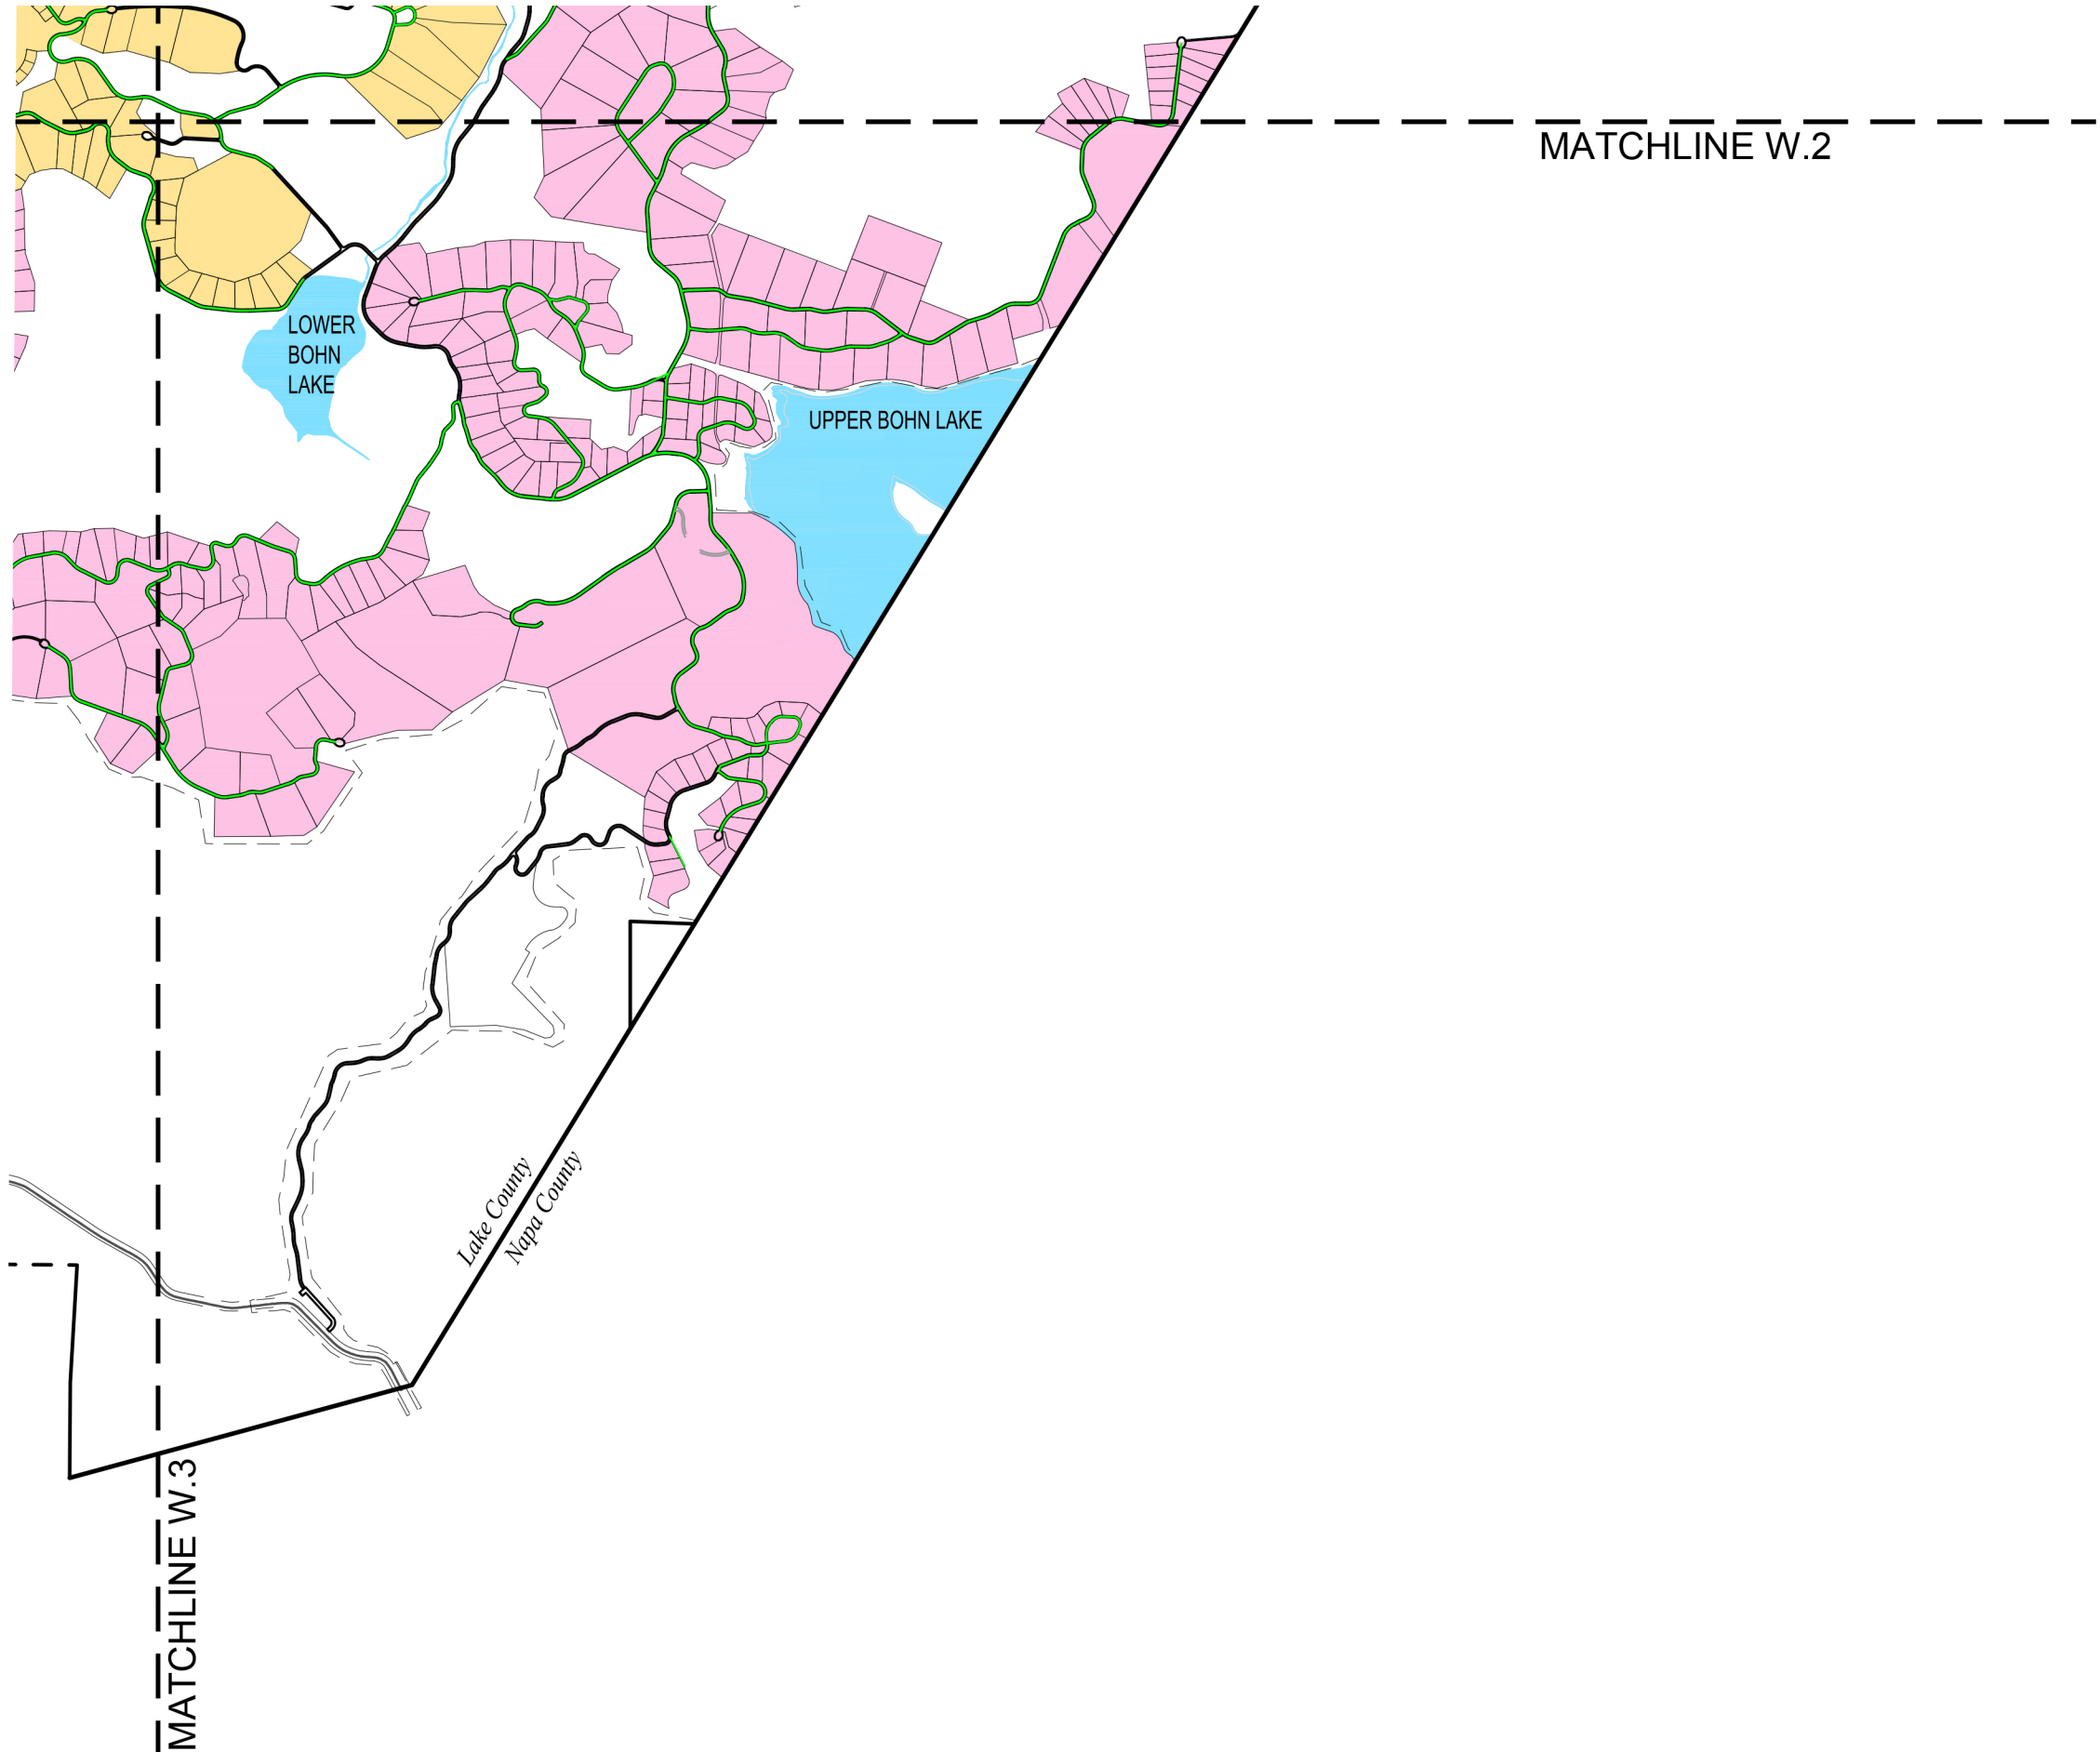 MATCHLINE W.2
LOWER
BOHN
LAKE
UPPER BOHN LAKE
Lake County
Napa County
MATCHLINE W.3